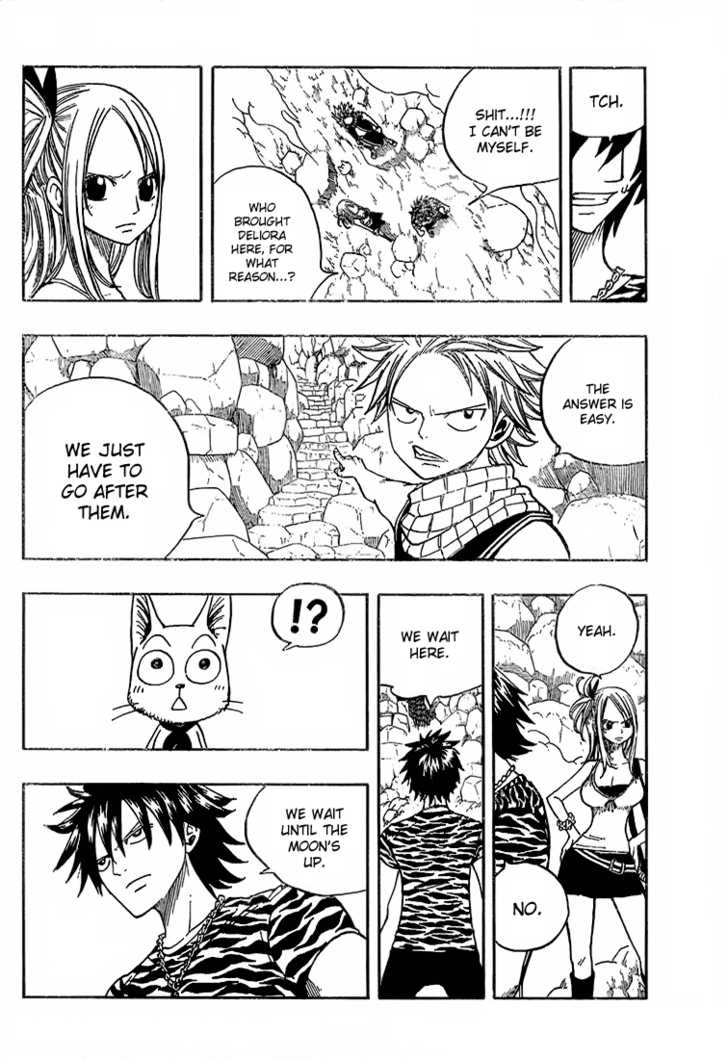 TCH.
SHIT...!!!
I CAN'T BE
MYSELF.
WHO
BROUGHT
DELIORA
HERE, FOR
WHAT
REASON...?
THE
ANSWER IS
EASY.
WE JUST
HAVE TO
GO AFTER
THEM.
YEAH.
NO.
WE WAIT
HERE.
!?
WE WAIT
UNTIL THE
MOON'S
UP.